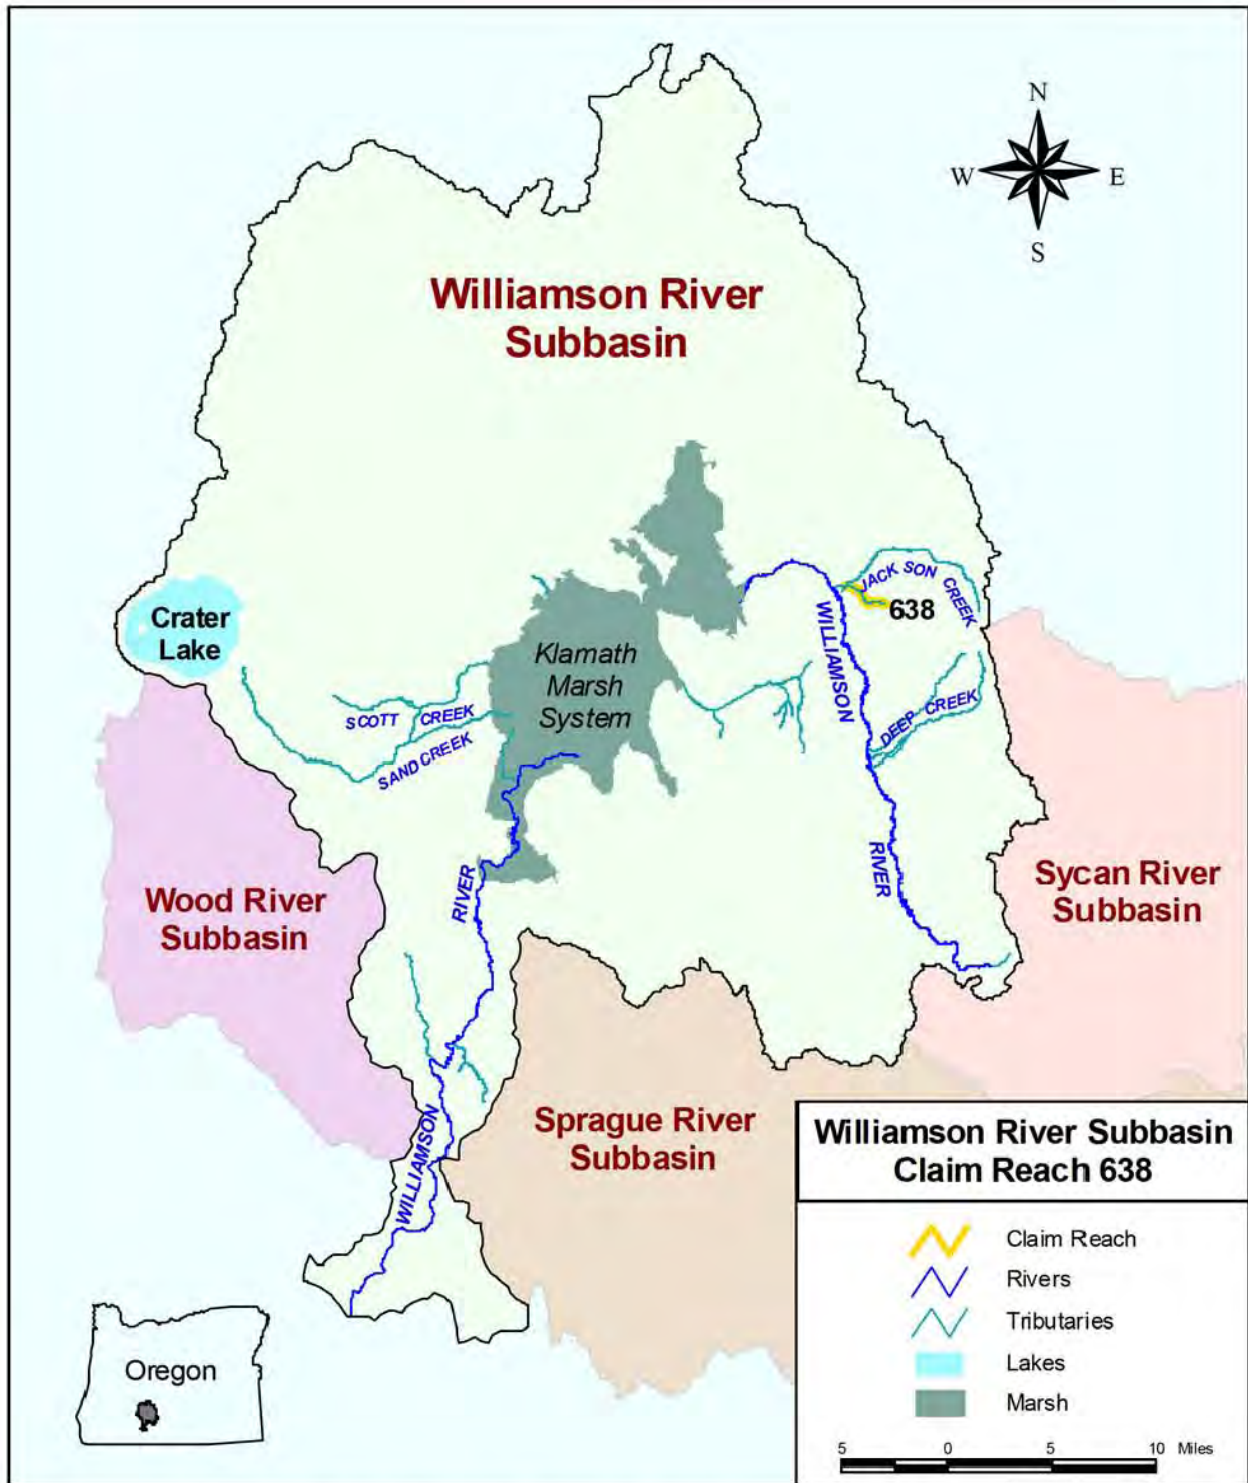 N
W
E
S
Williamson River
Subbasin
JACK SON CREEK
638
Crater
Lake
WILLIAMSON
Klamath
Marsh
System
SCOTT CREEK
DEEP CREEK
SAND CREEK
RIVER
RIVER
Sycan River
Subbasin
Wood River
Subbasin
Sprague River
Subbasin
WILLIAMSON
Williamson River Subbasin
Claim Reach 638
Claim Reach
Rivers
Tributaries
Lakes
Marsh
Oregon
5 0 5 10 Miles